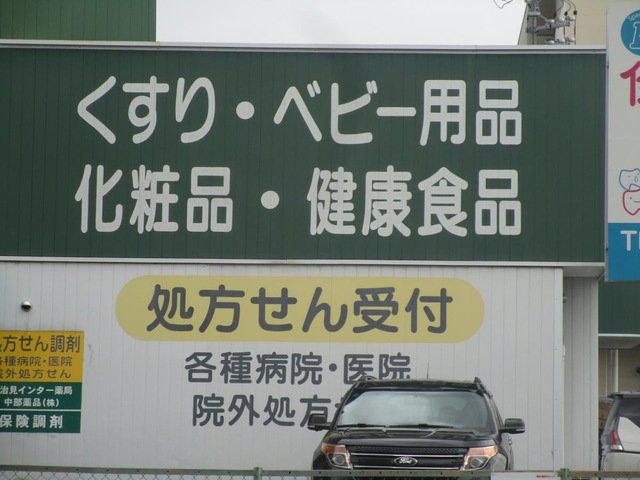 くすり・ベビー用品
化粧品・健康食品
処方せん受付
各種病院・医院
院外処方
処方せん調剤
各種病院・医院
院外処方せん
治見インター薬局
中部薬品(株)
保険調剤
Ford